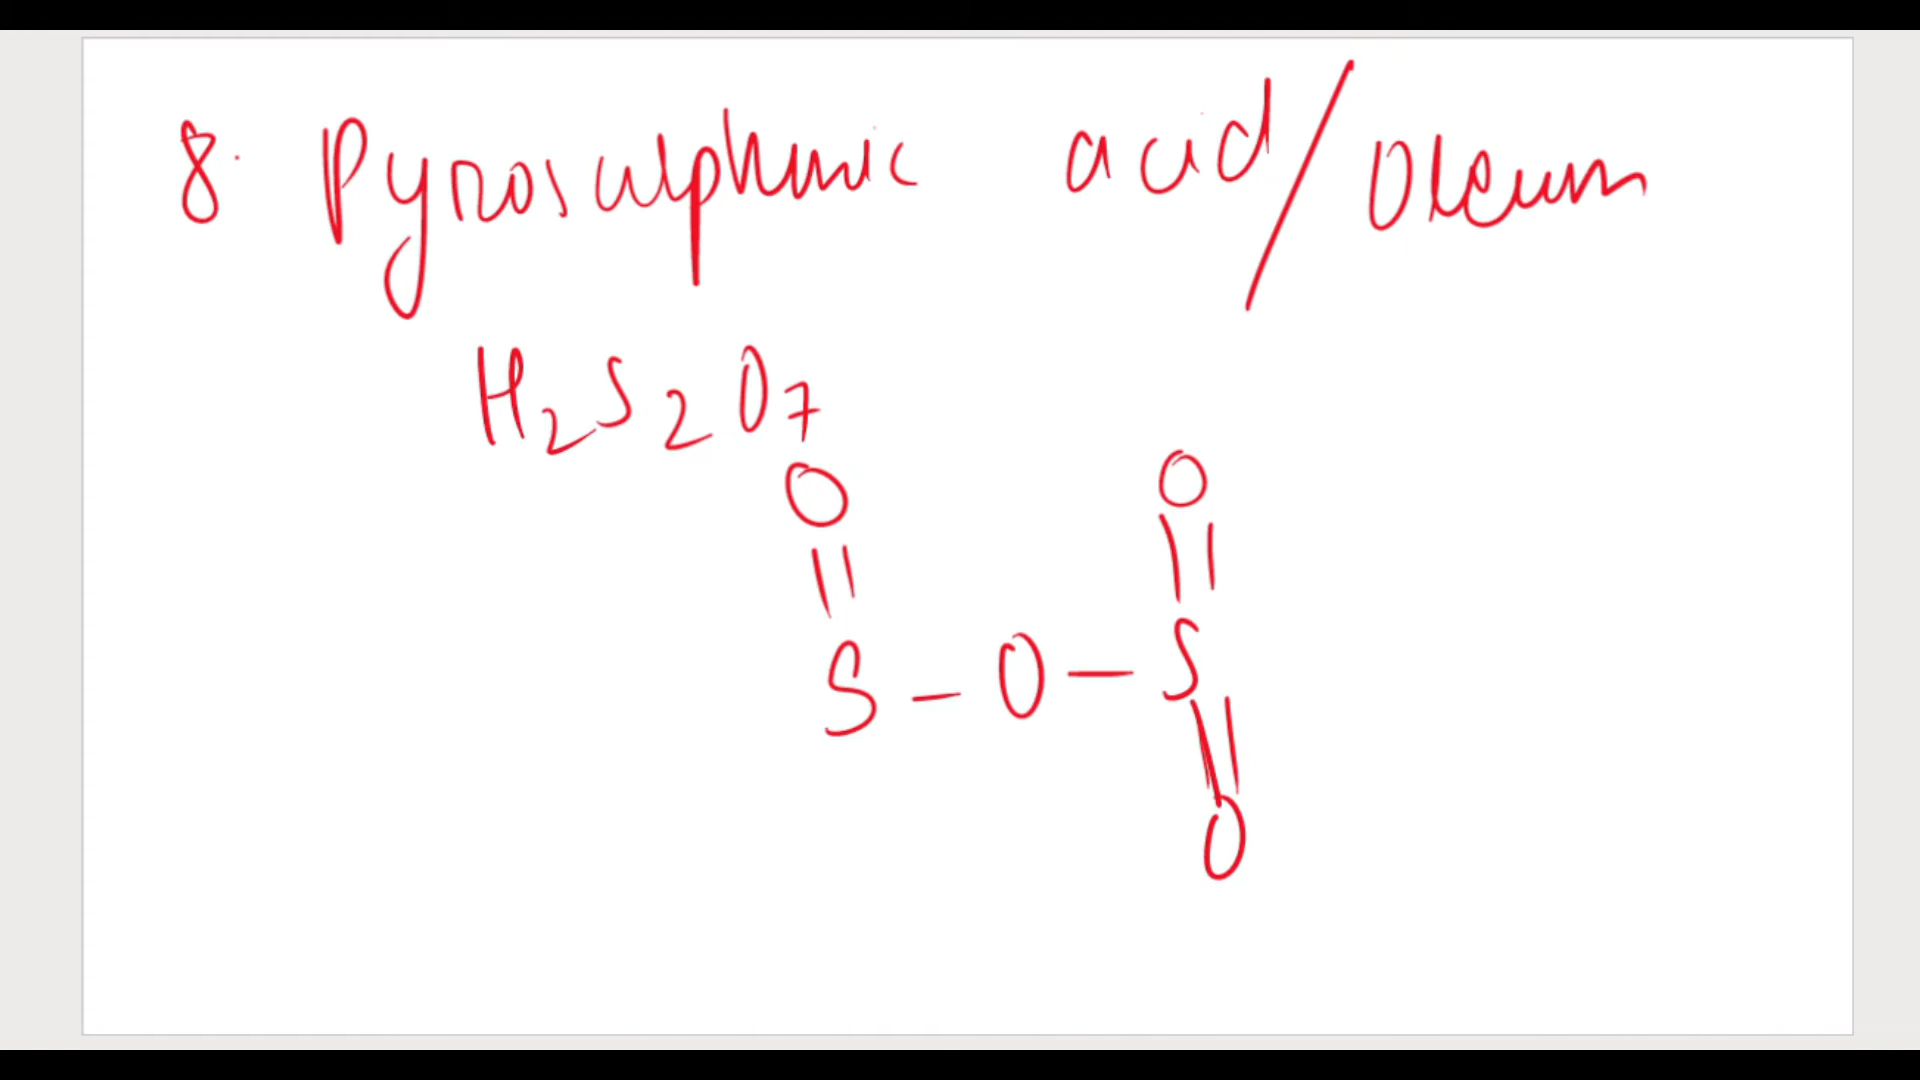 8. Pyrosulphuric acid/Oleum
H2S2O7
O O
S - O - S
O